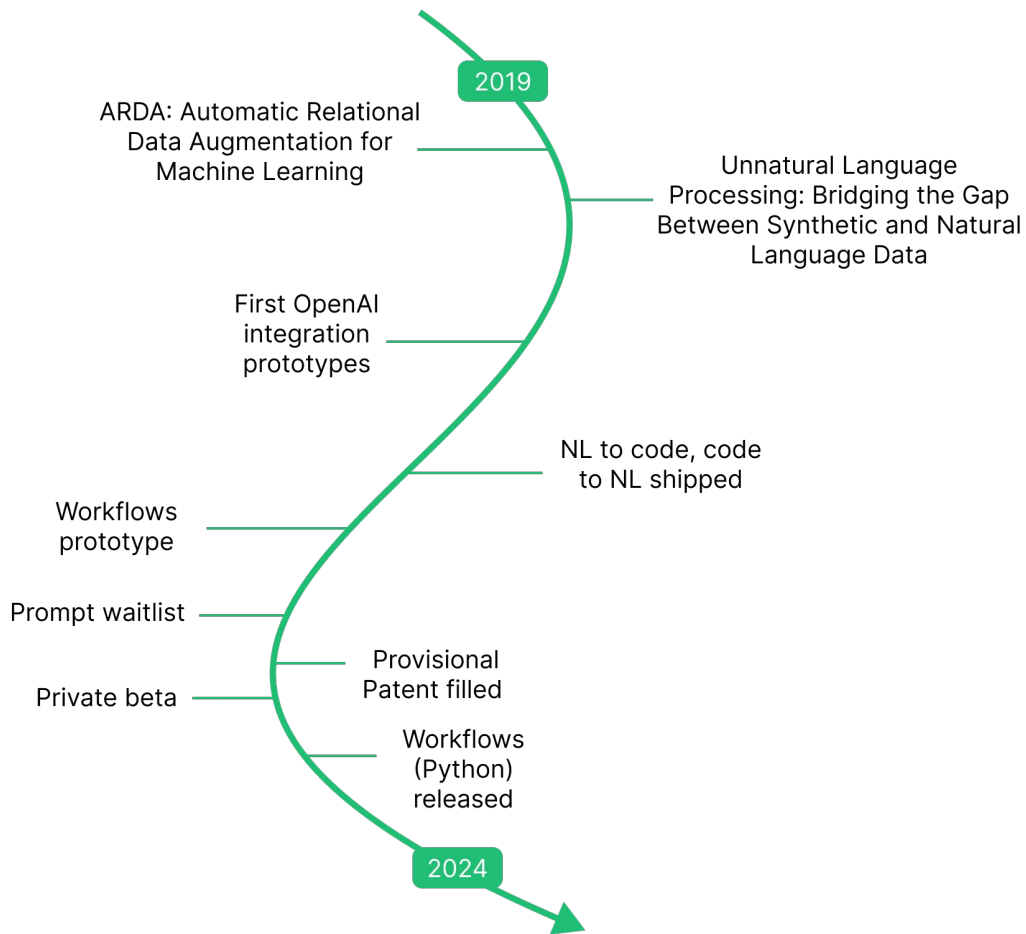 2019
ARDA: Automatic Relational
Data Augmentation for
Machine Learning
Unnatural Language
Processing: Bridging the Gap
Between Synthetic and Natural
Language Data
First OpenAI
integration
prototypes
NL to code, code
to NL shipped
Workflows
prototype
Prompt waitlist
Provisional
Patent filled
Private beta
Workflows
(Python)
released
2024